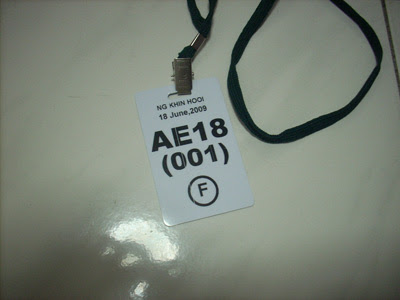 NG KHIN HOOI
18 June,2009
AE18
(001)
F